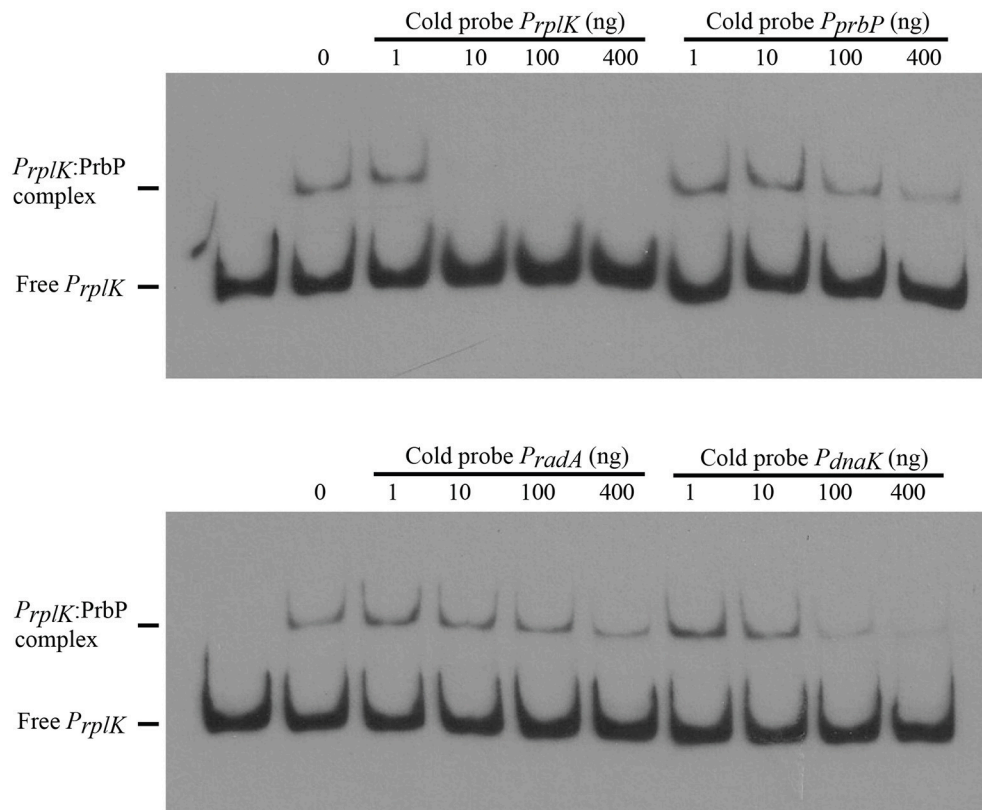 Cold probe PrplK (ng) Cold probe PprbP (ng)
0 1 10 100 400 1 10 100 400
PrplK:PrbP
complex
Free PrplK
Cold probe PradA (ng) Cold probe PdnaK (ng)
0 1 10 100 400 1 10 100 400
PrplK:PrbP
complex
Free PrplK